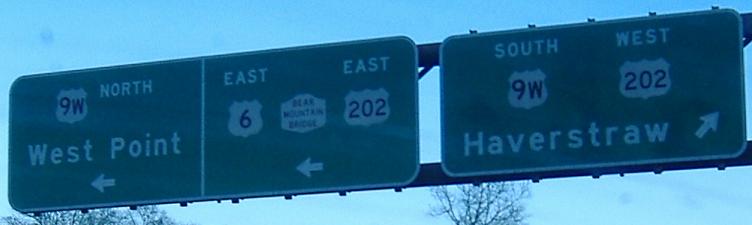 9W NORTH
West Point
EAST EAST
6 BEAR MOUNTAIN BRIDGE 202
SOUTH WEST
9W 202
Haverstraw